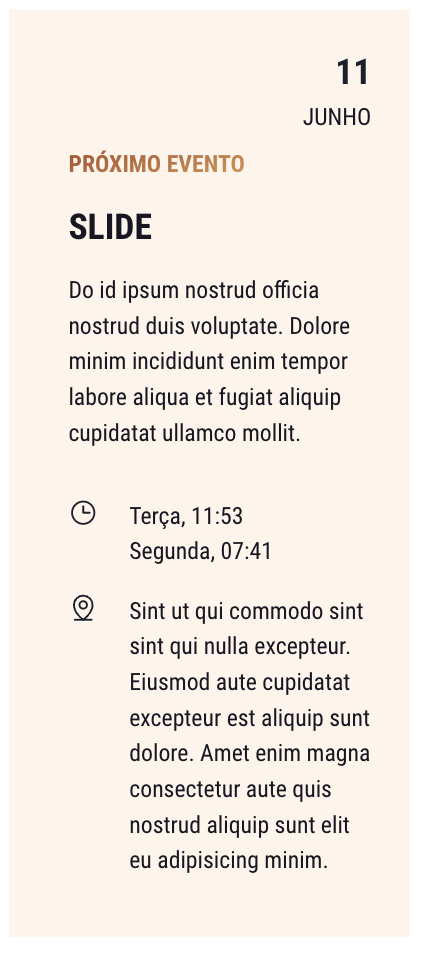 11
JUNHO
PRÓXIMO EVENTO
SLIDE
Do id ipsum nostrud officia
nostrud duis voluptate. Dolore
minim incididunt enim tempor
labore aliqua et fugiat aliquip
cupidatat ullamco mollit.
Terça, 11:53
Segunda, 07:41
Sint ut qui commodo sint
sint qui nulla excepteur.
Eiusmod aute cupidatat
excepteur est aliquip sunt
dolore. Amet enim magna
consectetur aute quis
nostrud aliquip sunt elit
eu adipisicing minim.